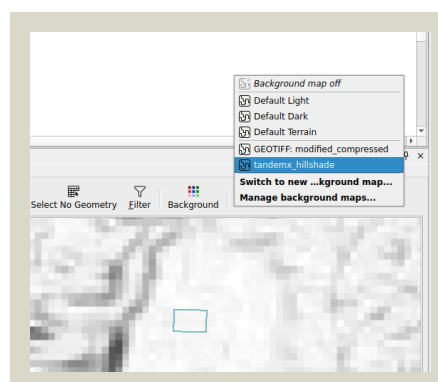 Background map off
Default Light
Default Dark
Default Terrain
GEOTIFF: modified_compressed
tandemx_hillshade
Switch to new ...kground map...
Manage background maps...
Select No Geometry
Filter
Background